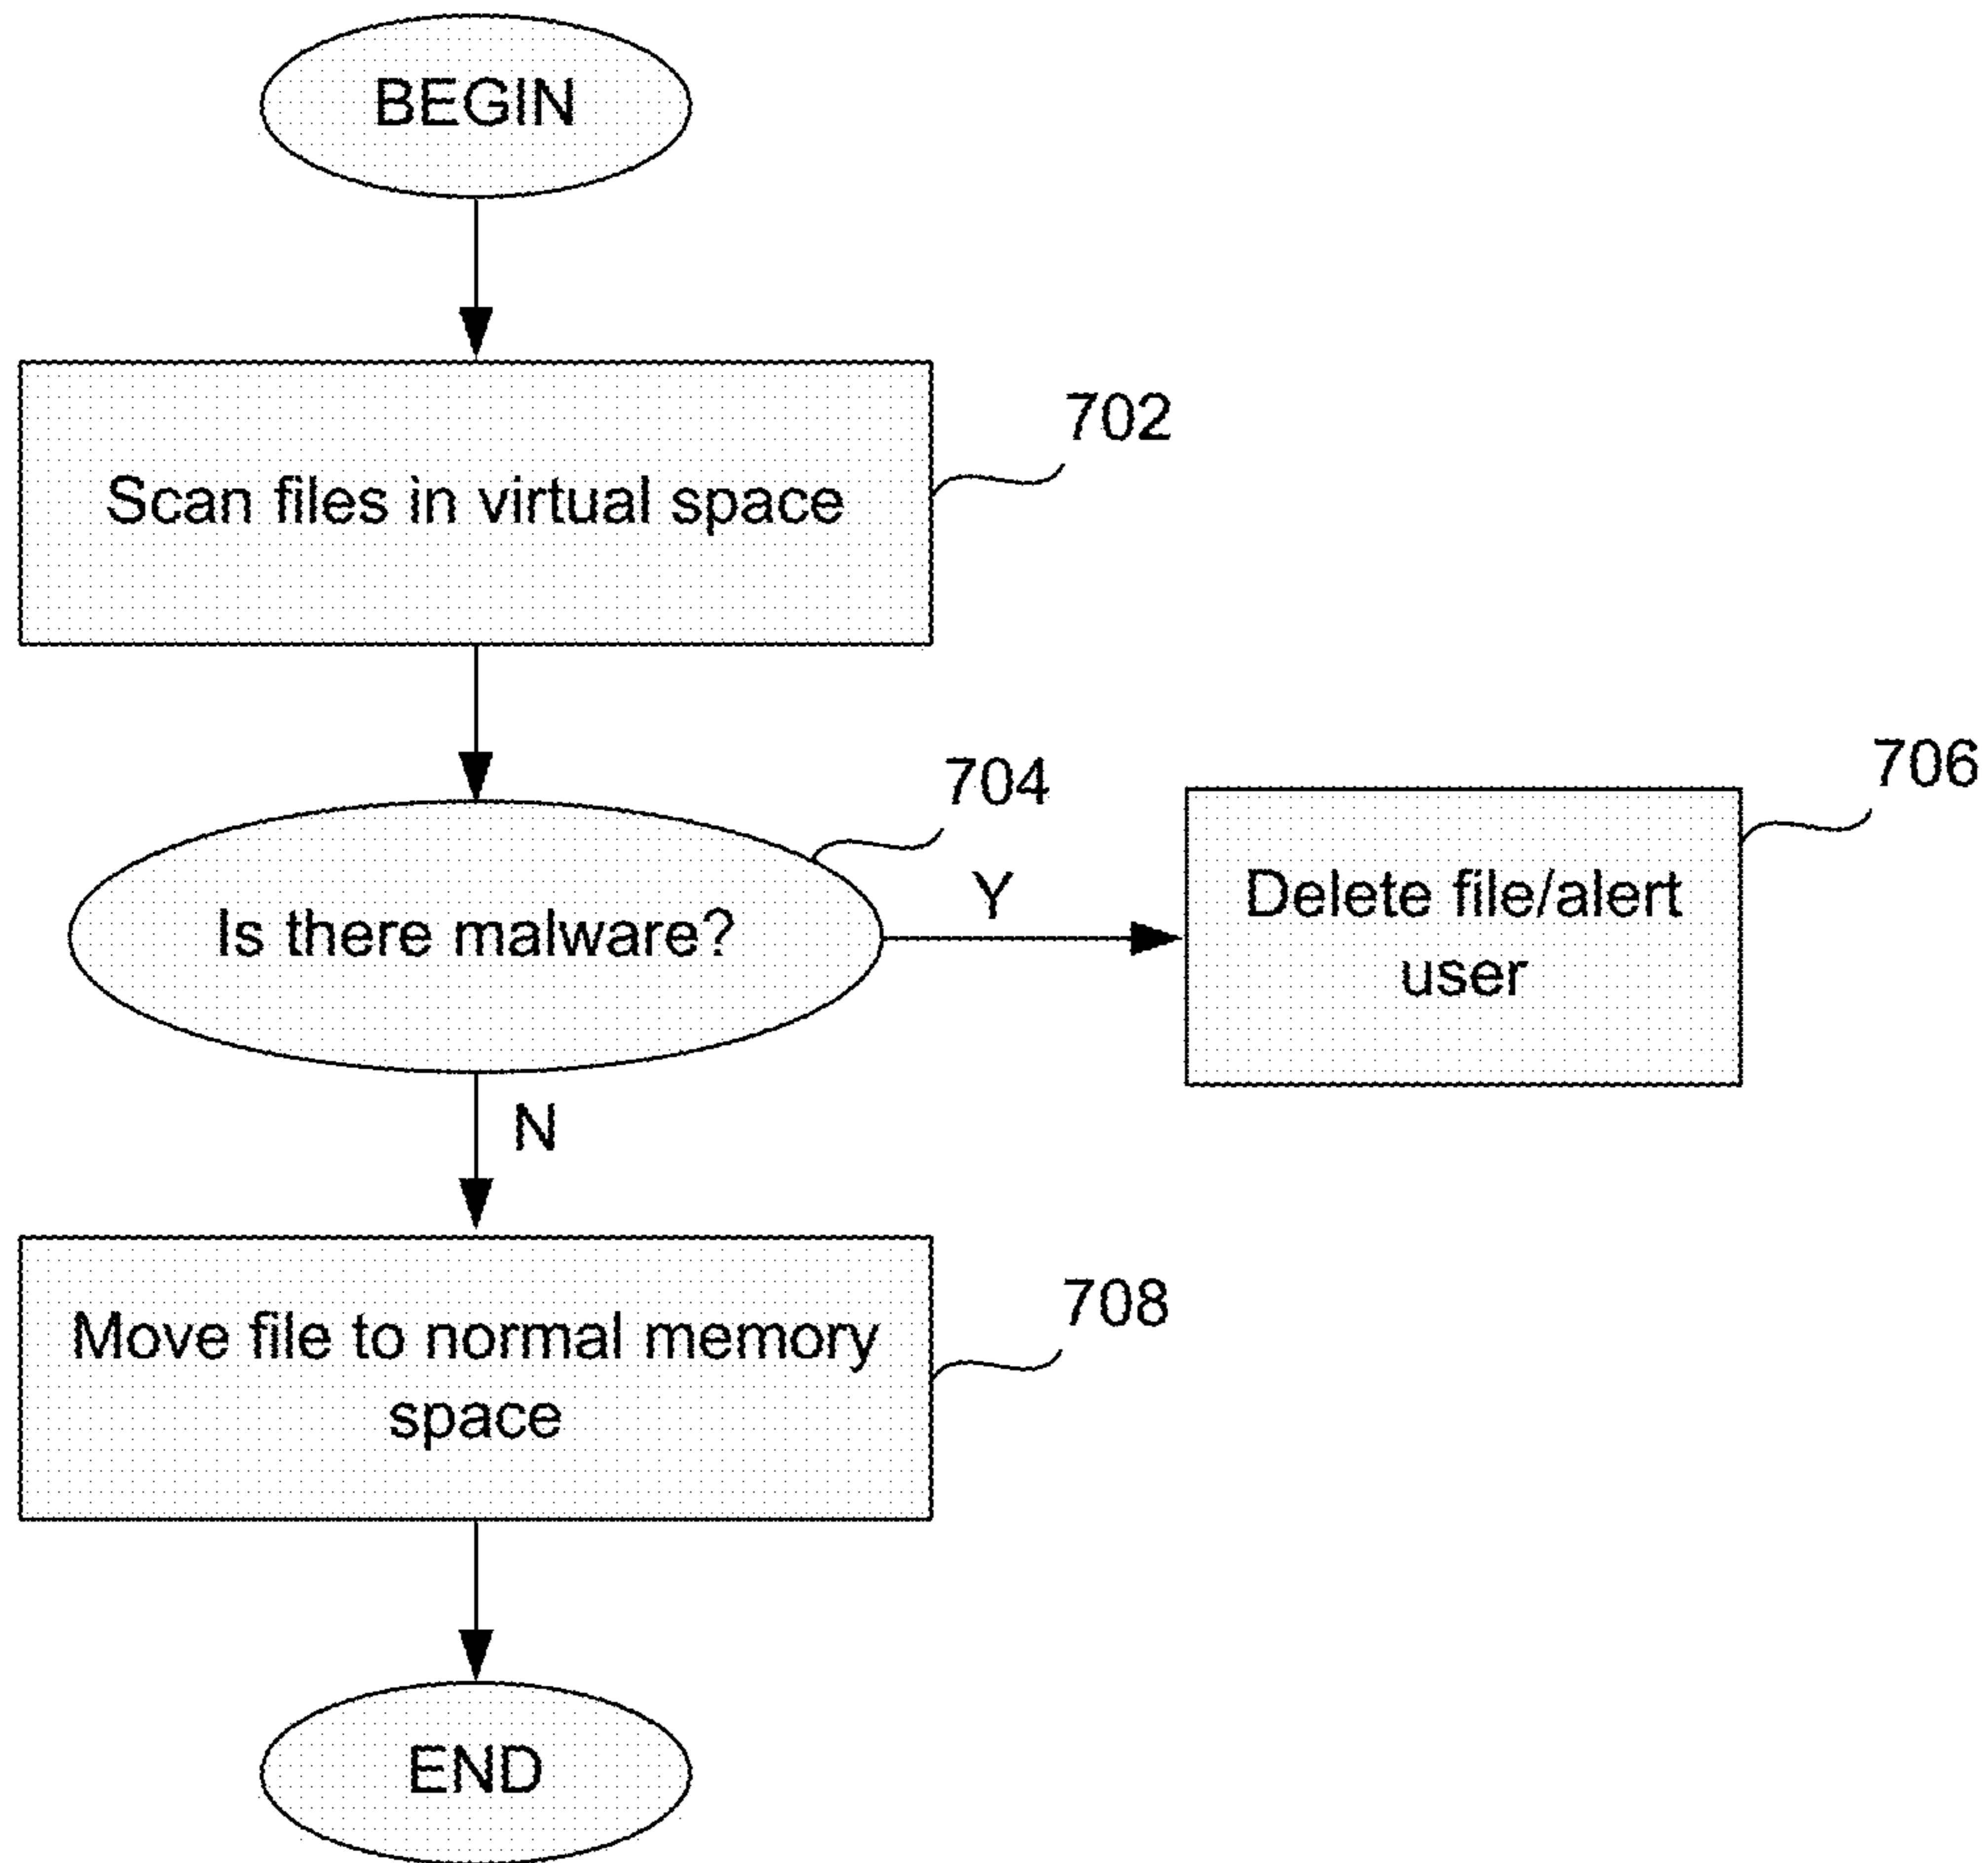 BEGIN
702
Scan files in virtual space
704
706
Is there malware?
Y
Delete file/alert
user
N
708
Move file to normal memory
space
END